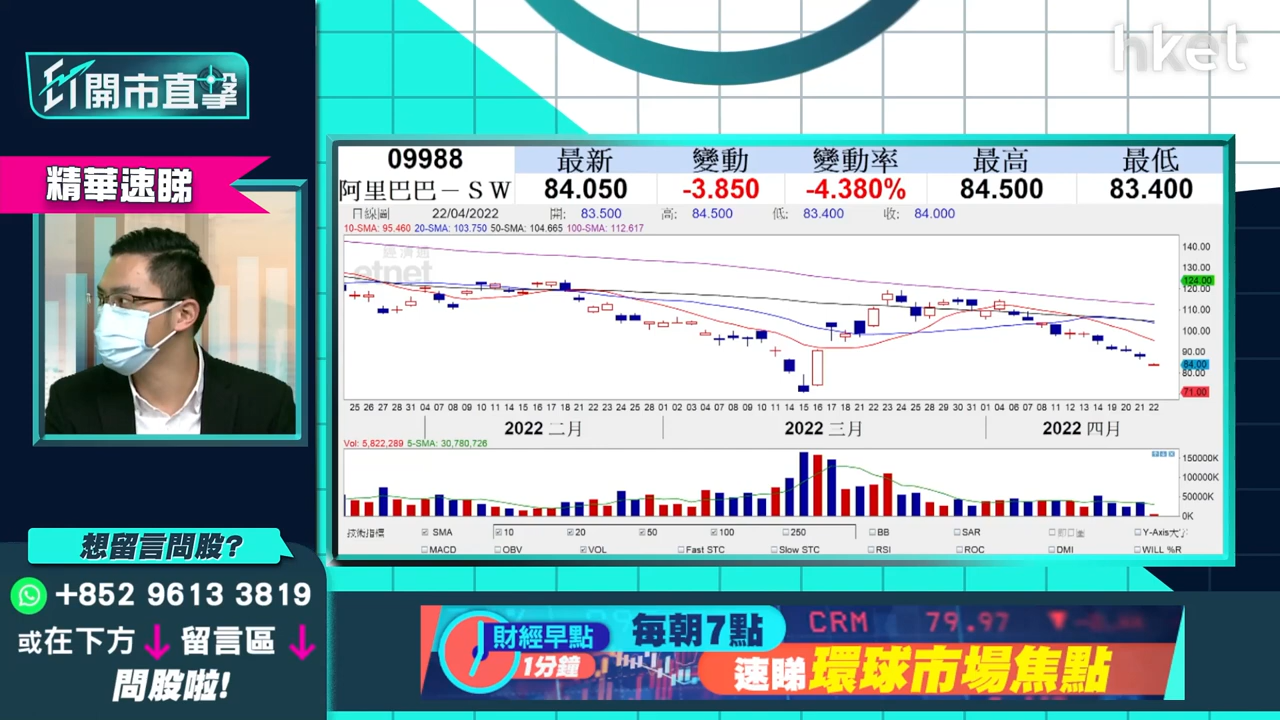 hket
ET開市直擊
精華速睇
09988
阿里巴巴－ＳＷ
最新 變動 變動率 最高 最低
84.050 -3.850 -4.380% 84.500 83.400
日線圖 22/04/2022 開: 83.500 高: 84.500 低: 83.400 收: 84.000
10-SMA: 95.460 20-SMA: 103.750 50-SMA: 104.665 100-SMA: 112.617
經濟通
etnet
140.00
130.00
124.00
120.00
110.00
100.00
90.00
84.00
80.00
71.00
25 26 27 28 31 04 07 08 09 10 11 14 15 16 17 18 21 22 23 24 25 28 01 02 03 04 07 08 09 10 11 14 15 16 17 18 21 22 23 24 25 28 29 30 31 01 04 06 07 08 11 12 13 14 19 20 21 22
2022 二月 2022 三月 2022 四月
Vol: 5,822,289 5-SMA: 30,780,726
150000K
100000K
50000K
0K
技術指標 SMA 10 20 50 100 250 BB SAR Y-Axis大
MACD OBV VOL Fast STC Slow STC RSI ROC DMI WILL %R
想留言問股?
+852 9613 3819
或在下方 留言區
問股啦!
財經早點
1分鐘
每朝7點
速睇環球市場焦點
CRM 79.97